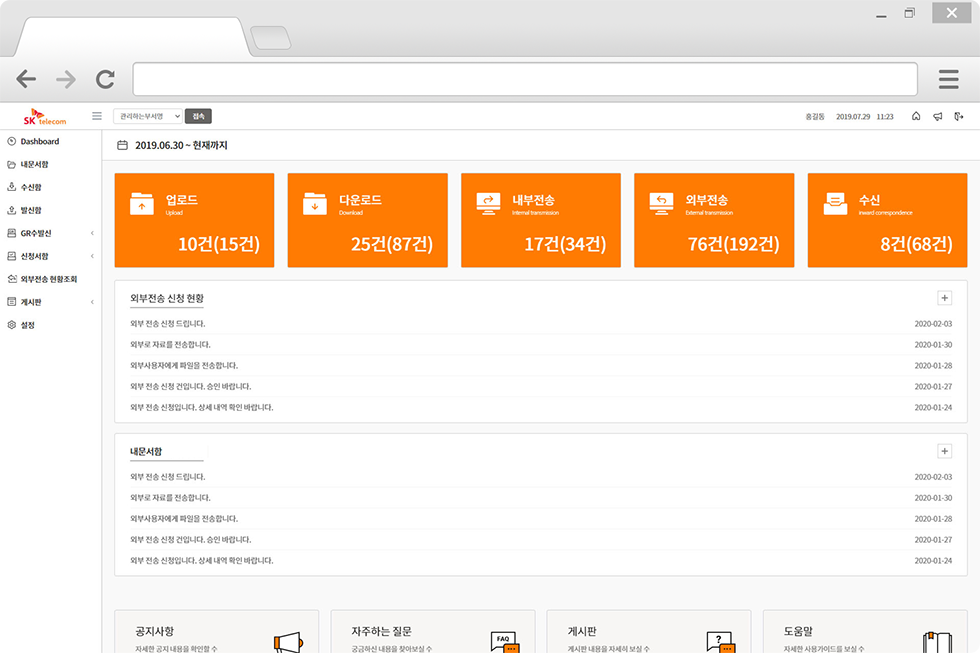 SK telecom
관리하는부서명
접속
홍길동 2019.07.29 11:23
Dashboard
내문서함
수신함
발신함
GR수발신
신청서함
외부전송 현황조회
게시판
설정
2019.06.30 ~ 현재까지
업로드
Upload
10건(15건)
다운로드
Download
25건(87건)
내부전송
Internal transmission
17건(34건)
외부전송
External transmission
76건(192건)
수신
inward correspondence
8건(68건)
외부전송 신청 현황
외부 전송 신청 드립니다. 2020-02-03
외부로 자료를 전송합니다. 2020-01-30
외부사용자에게 파일을 전송합니다. 2020-01-28
외부 전송 신청 건입니다. 승인 바랍니다. 2020-01-27
외부 전송 신청입니다. 상세 내역 확인 바랍니다. 2020-01-24
내문서함
외부 전송 신청 드립니다. 2020-02-03
외부로 자료를 전송합니다. 2020-01-30
외부사용자에게 파일을 전송합니다. 2020-01-28
외부 전송 신청 건입니다. 승인 바랍니다. 2020-01-27
외부 전송 신청입니다. 상세 내역 확인 바랍니다. 2020-01-24
공지사항
자세한 공지 내용을 확인할 수
자주하는 질문
궁금하신 내용을 찾아보실 수
FAQ
게시판
게시판 내용을 자세히 보실 수
?
도움말
자세한 사용가이드를 보실 수